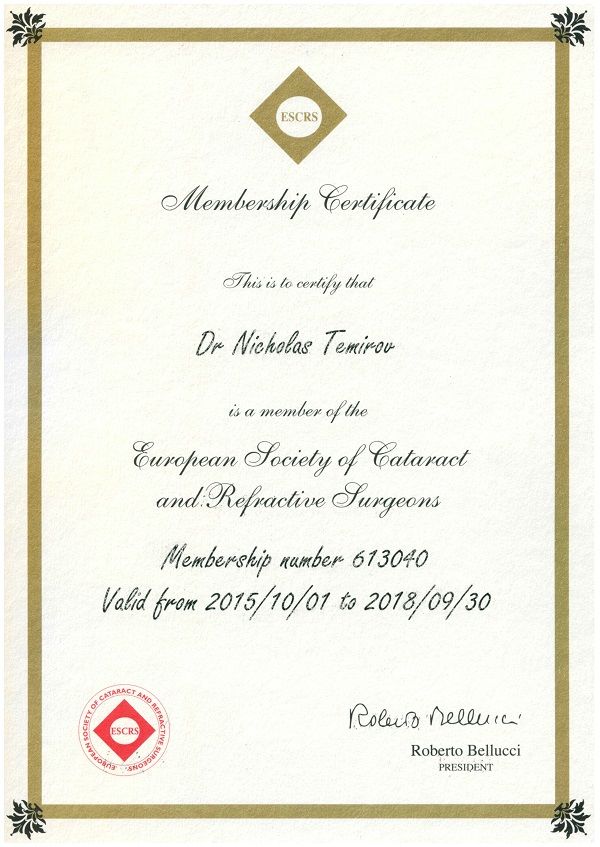 ESCRS
Membership Certificate
This is to certify that
Dr Nicholas Temirov
is a member of the
European Society of Cataract
and Refractive Surgeons
Membership number 613040
Valid from 2015/10/01 to 2018/09/30
EUROPEAN SOCIETY OF CATARACT AND REFRACTIVE SURGEONS
ESCRS
Roberto Bellucci
Roberto Bellucci
PRESIDENT